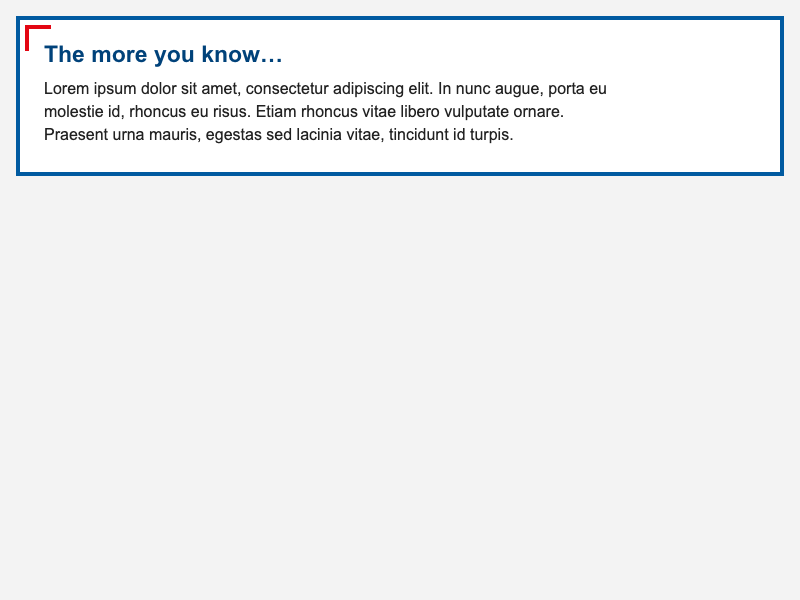 The more you know…
Lorem ipsum dolor sit amet, consectetur adipiscing elit. In nunc augue, porta eu
molestie id, rhoncus eu risus. Etiam rhoncus vitae libero vulputate ornare.
Praesent urna mauris, egestas sed lacinia vitae, tincidunt id turpis.